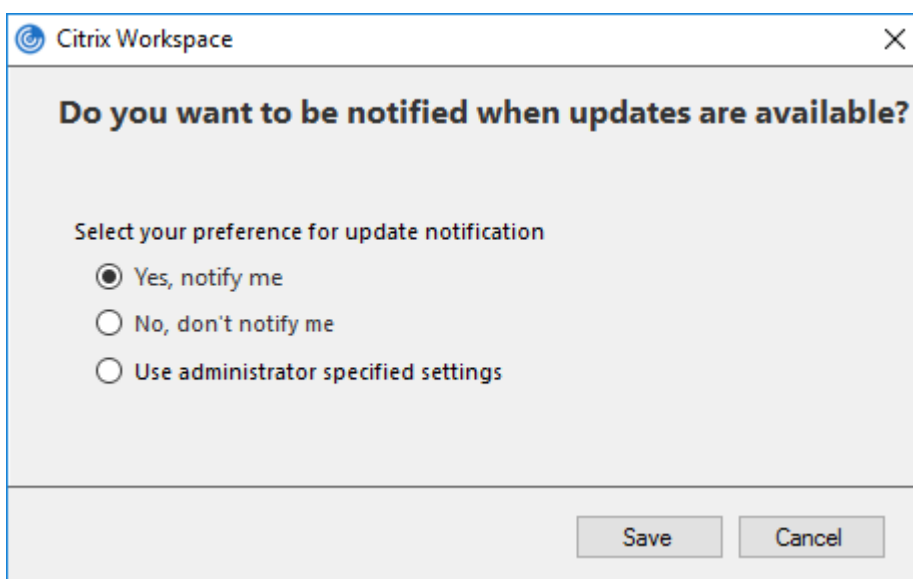 Citrix Workspace
Do you want to be notified when updates are available?
Select your preference for update notification
Yes, notify me
No, don't notify me
Use administrator specified settings
Save Cancel